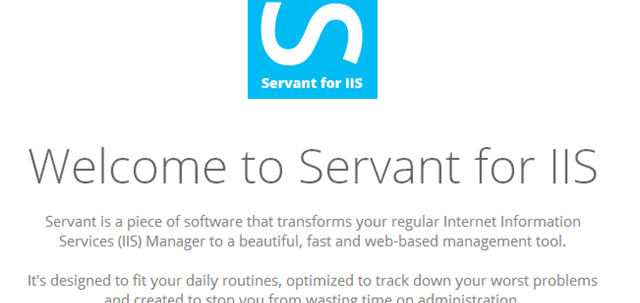 Servant for IIS
Welcome to Servant for IIS
Servant is a piece of software that transforms your regular Internet Information
Services (IIS) Manager to a beautiful, fast and web-based management tool.
It's designed to fit your daily routines, optimized to track down your worst problems
and created to stop you from wasting time on administration.